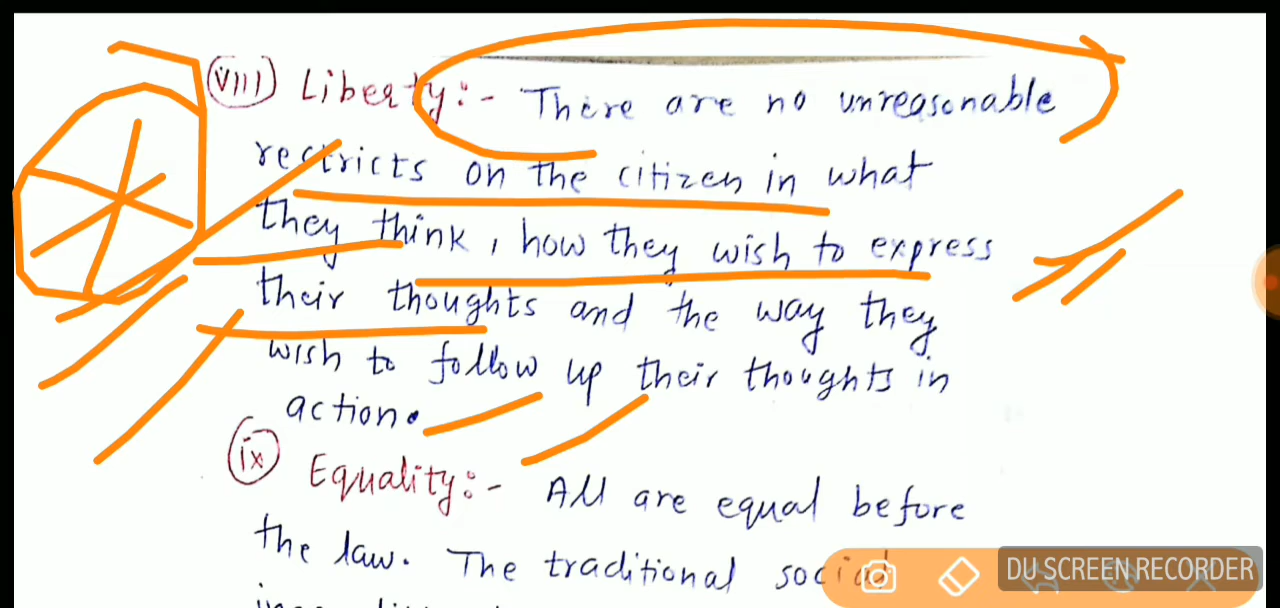 (viii) Liberty:- There are no unreasonable
restricts on the citizen in what
they think, how they wish to express
their thoughts and the way they
wish to follow up their thoughts in
action.
(ix) Equality:- All are equal before
the law. The traditional social
DU SCREEN RECORDER